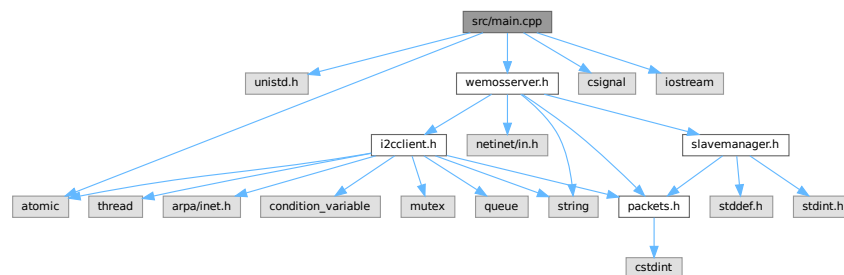 src/main.cpp
unistd.h
wemosserver.h
csignal
iostream
i2cclient.h
netinet/in.h
slavemanager.h
atomic
thread
arpa/inet.h
condition_variable
mutex
queue
string
packets.h
stddef.h
stdint.h
cstdint